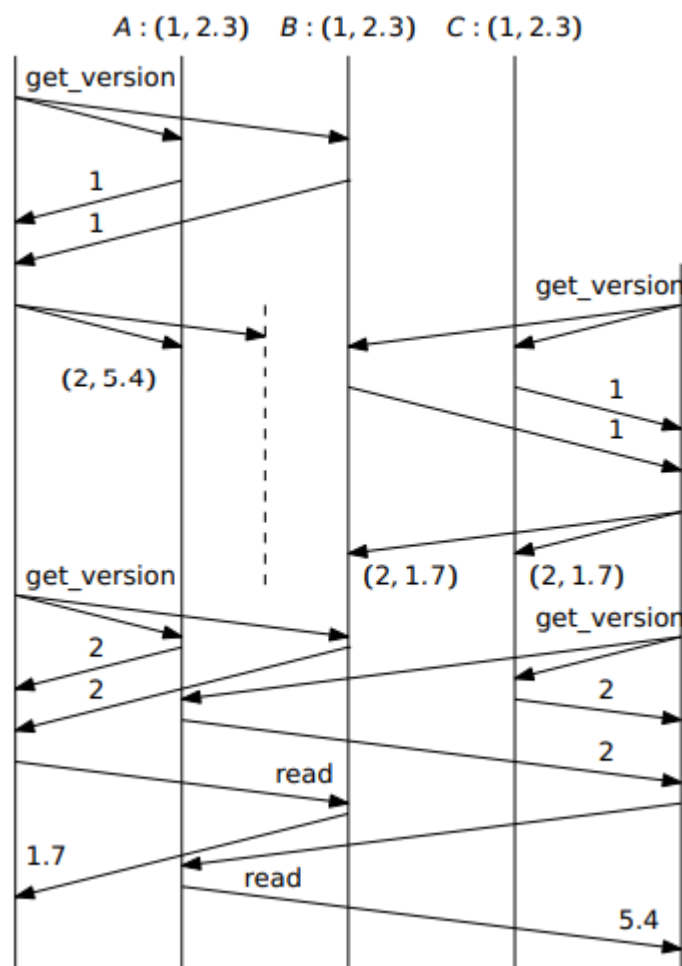 A : (1, 2.3) B : (1, 2.3) C : (1, 2.3)
get_version
1
1
get_version
(2, 5.4)
1
1
get_version
(2, 1.7) (2, 1.7)
get_version
2
2
2
2
read
1.7
read
5.4